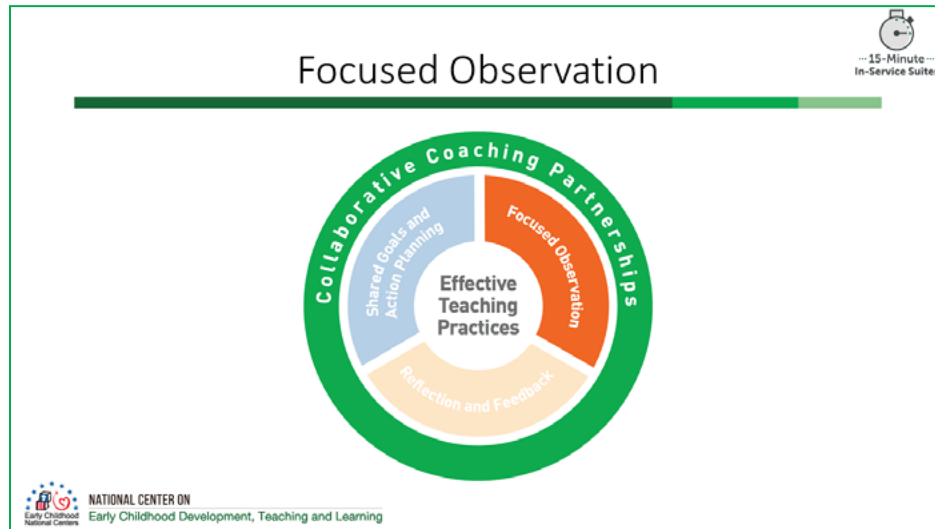 Focused Observation
15-Minute
In-Service Suites
Collaborative Coaching Partnerships
Shared Goals and
Action Planning
Focused Observation
Effective
Teaching
Practices
Reflection and Feedback
Early Childhood
National Centers
NATIONAL CENTER ON
Early Childhood Development, Teaching and Learning